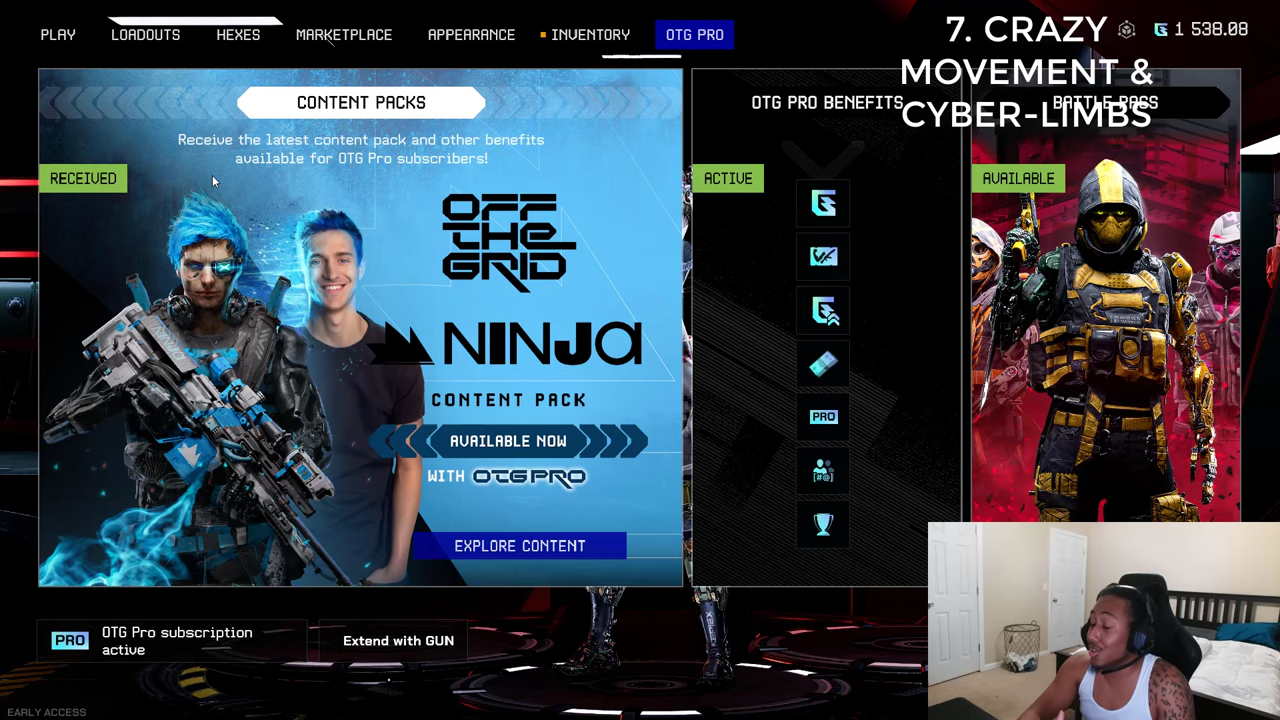 PLAY
LOADOUTS
HEXES
MARKETPLACE
APPEARANCE
INVENTORY
OTG PRO
1 538.08
7. CRAZY
MOVEMENT &
CYBER-LIMBS
CONTENT PACKS
Receive the latest content pack and other benefits
available for OTG Pro subscribers!
RECEIVED
OFF
THE
GRID
NINJA
CONTENT PACK
AVAILABLE NOW
WITH OTG PRO
EXPLORE CONTENT
OTG PRO BENEFITS
ACTIVE
PRO
BATTLE PASS
AVAILABLE
PRO
OTG Pro subscription
active
Extend with GUN
EARLY ACCESS